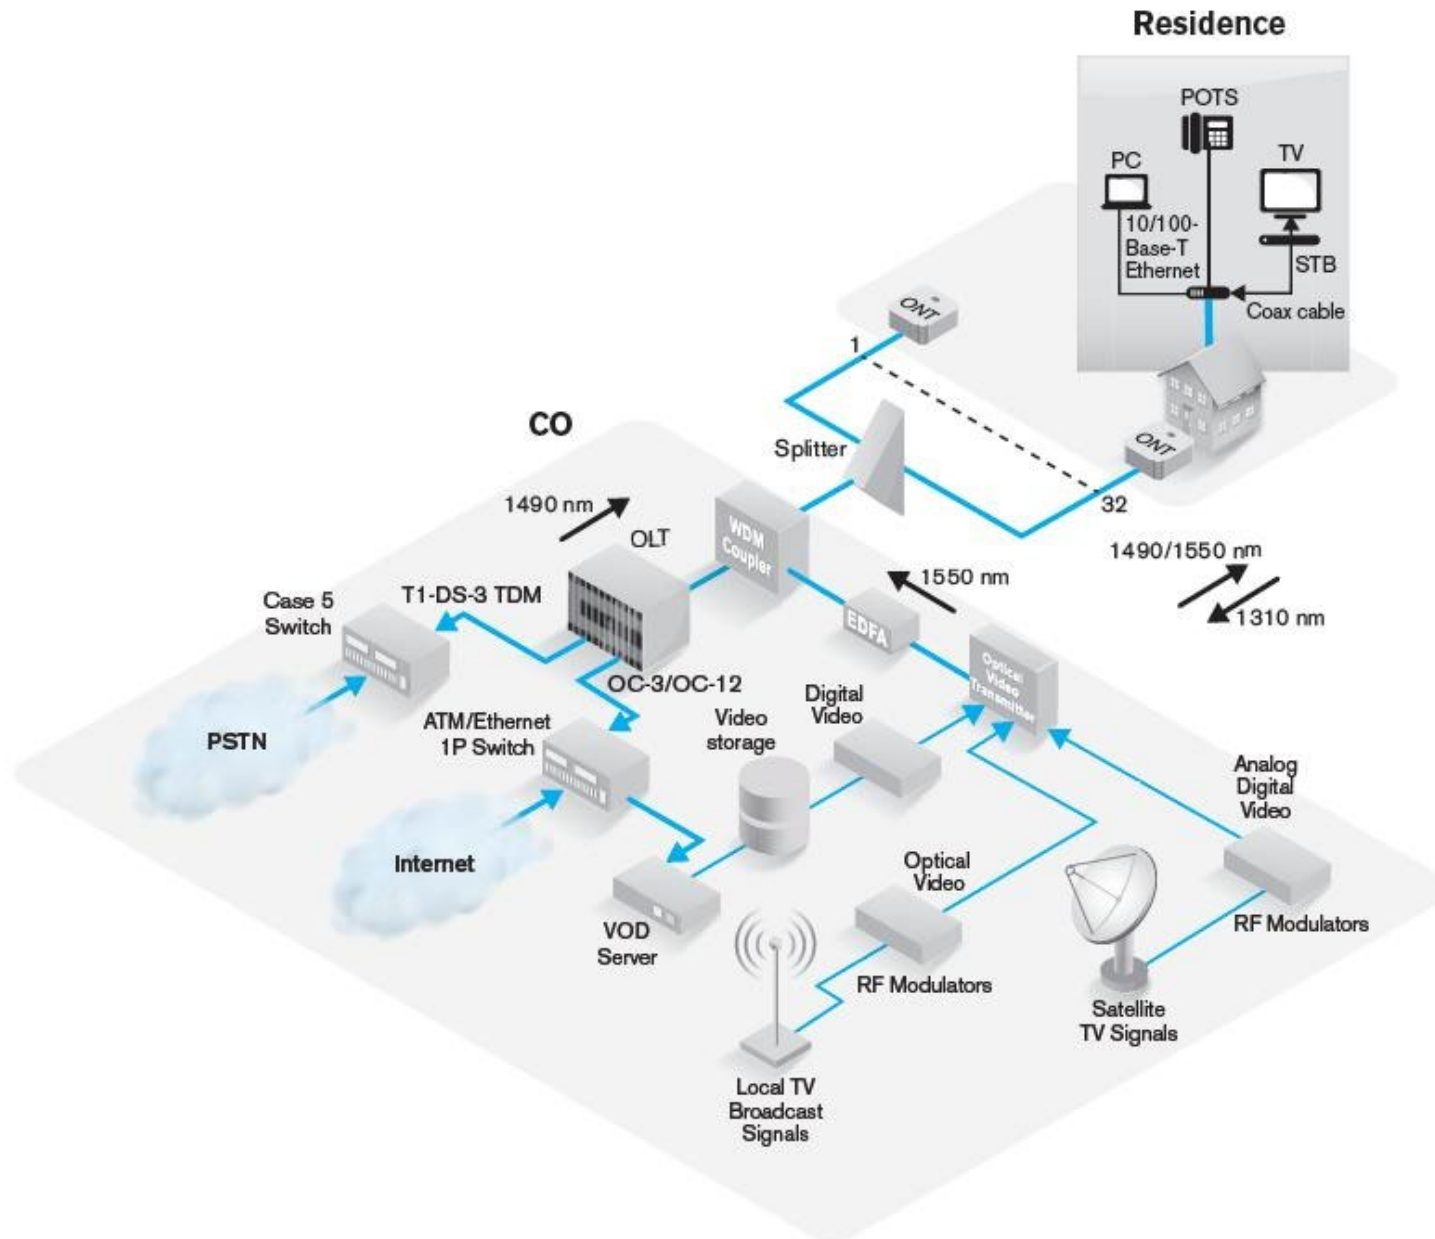 Residence
POTS
PC
TV
10/100-
Base-T
Ethernet
STB
Coax cable
ONT
1
CO
Splitter
ONT
32
1490 nm
WDM
Coupler
OLT
1490/1550 nm
1550 nm
1310 nm
T1-DS-3 TDM
Case 5
Switch
EDFA
Optical
Video
Transmitter
OC-3/OC-12
Digital
Video
Video
storage
ATM/Ethernet
1P Switch
PSTN
Analog
Digital
Video
Internet
Optical
Video
VOD
Server
RF Modulators
RF Modulators
Satellite
TV Signals
Local TV
Broadcast
Signals